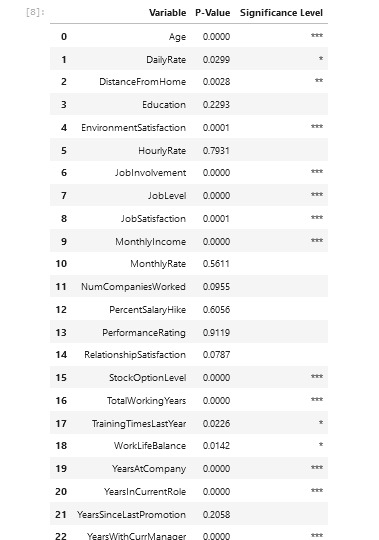 [8]: Variable P-Value Significance Level
0 Age 0.0000 ***
1 DailyRate 0.0299 *
2 DistanceFromHome 0.0028 **
3 Education 0.2293
4 EnvironmentSatisfaction 0.0001 ***
5 HourlyRate 0.7931
6 JobInvolvement 0.0000 ***
7 JobLevel 0.0000 ***
8 JobSatisfaction 0.0001 ***
9 MonthlyIncome 0.0000 ***
10 MonthlyRate 0.5611
11 NumCompaniesWorked 0.0955
12 PercentSalaryHike 0.6056
13 PerformanceRating 0.9119
14 RelationshipSatisfaction 0.0787
15 StockOptionLevel 0.0000 ***
16 TotalWorkingYears 0.0000 ***
17 TrainingTimesLastYear 0.0226 *
18 WorkLifeBalance 0.0142 *
19 YearsAtCompany 0.0000 ***
20 YearsInCurrentRole 0.0000 ***
21 YearsSinceLastPromotion 0.2058
22 YearsWithCurrManager 0.0000 ***